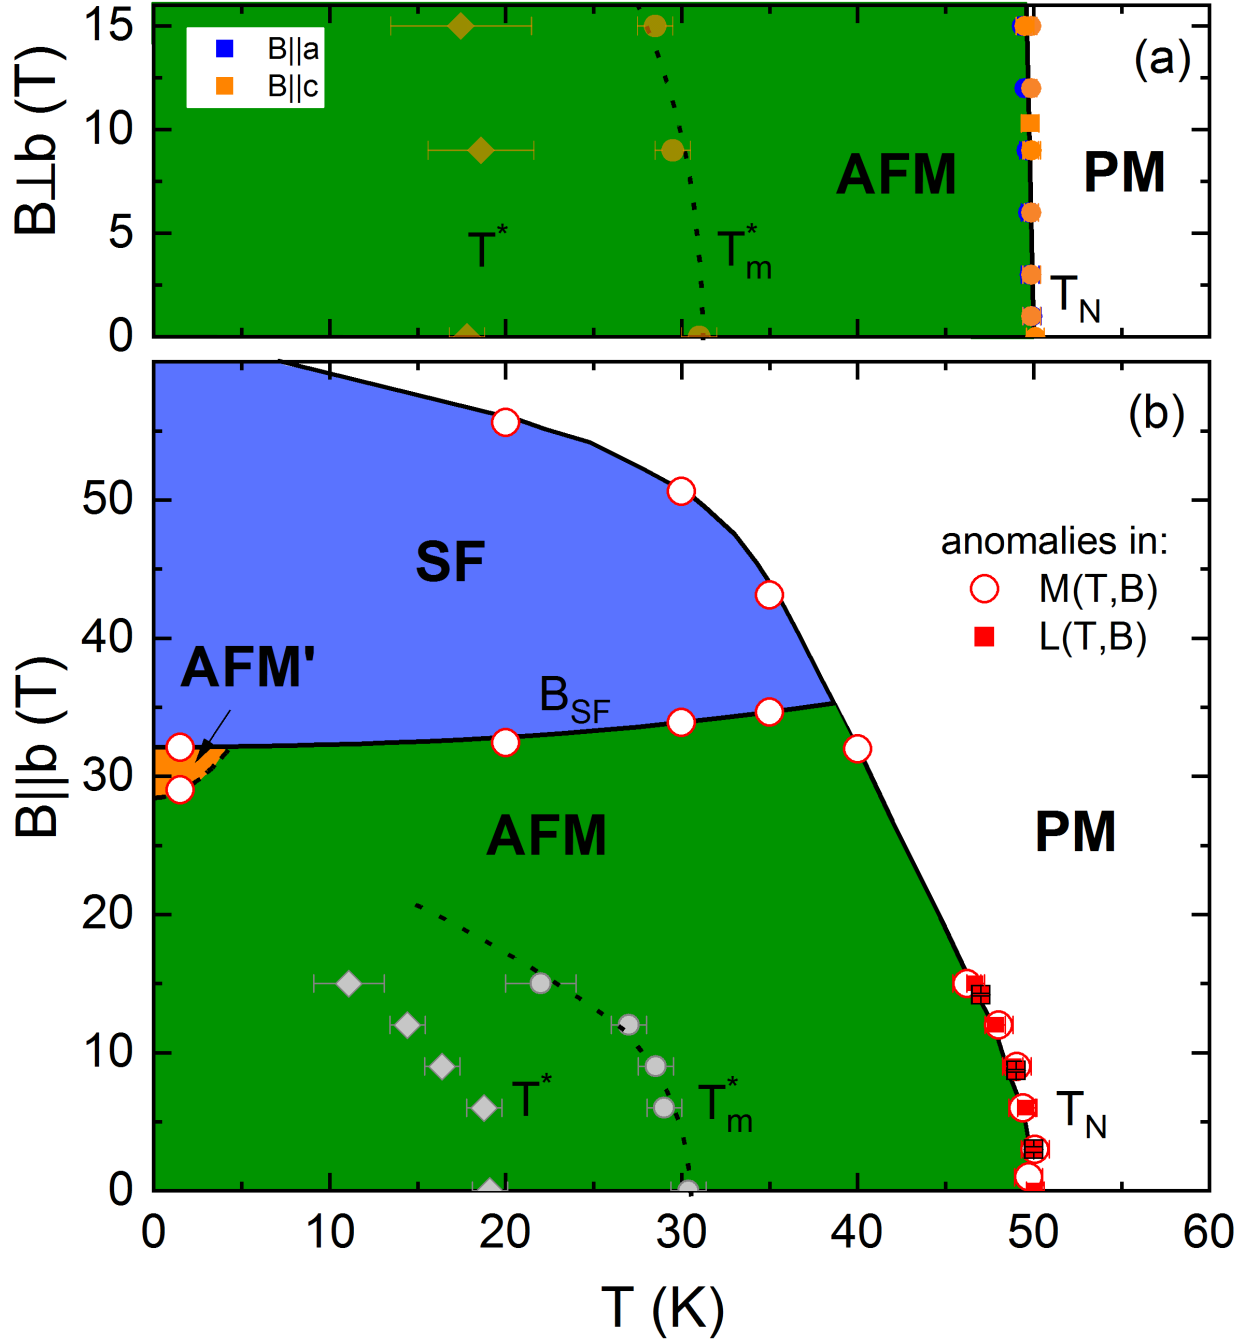 15
10
5
0
B⊥b (T)
B||a
B||c
(a)
AFM
PM
T*
T*m
TN
50
40
30
20
10
0
B||b (T)
(b)
SF
anomalies in:
M(T,B)
L(T,B)
AFM'
BSF
AFM
PM
T*
T*m
TN
0 10 20 30 40 50 60
T (K)